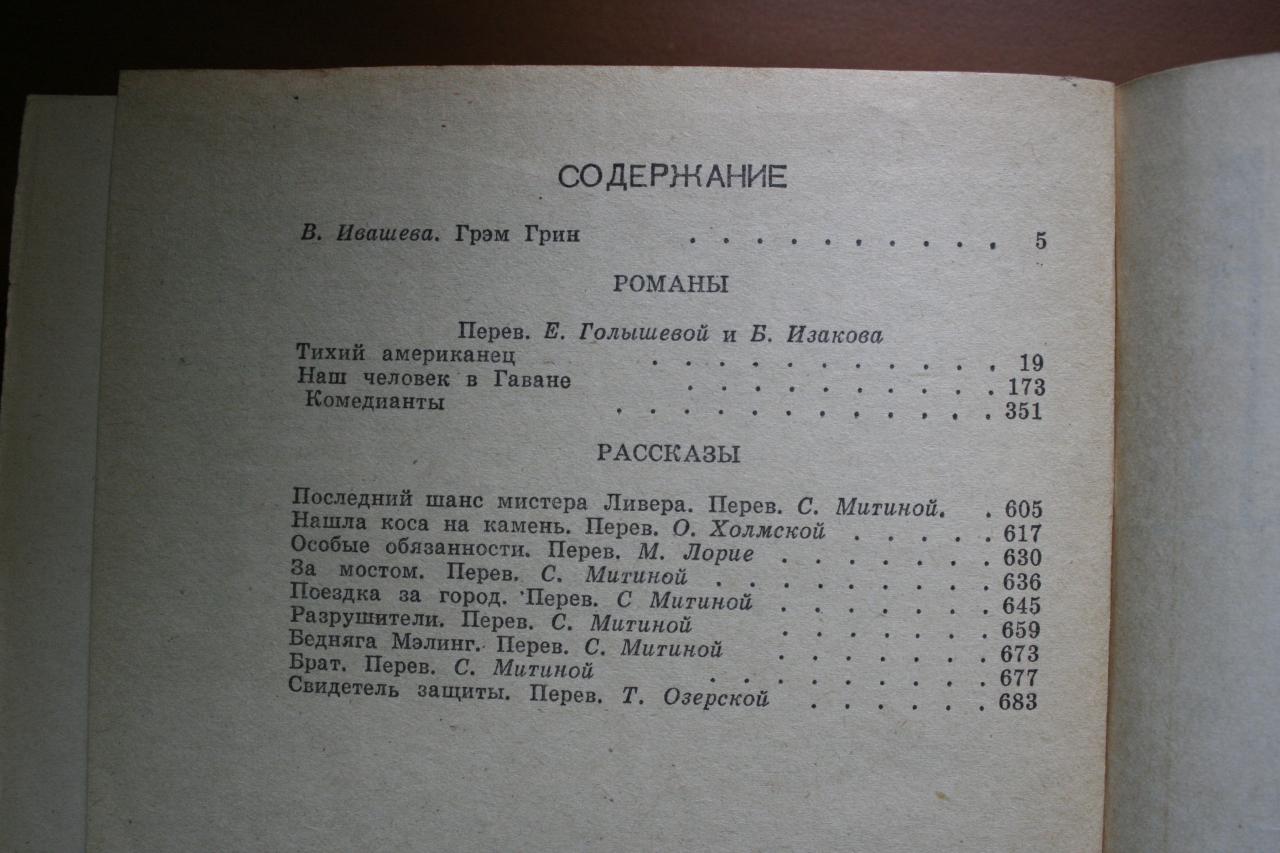 СОДЕРЖАНИЕ
В. Ивашева. Грэм Грин . . . . . . . . . . 5
РОМАНЫ
Перев. Е. Голышевой и Б. Изакова
Тихий американец . . . . . . . . . . . 19
Наш человек в Гаване . . . . . . . . . . 173
Комедианты . . . . . . . . . . . . 351
РАССКАЗЫ
Последний шанс мистера Ливера. Перев. С. Митиной. . 605
Нашла коса на камень. Перев. О. Холмской . . . . . 617
Особые обязанности. Перев. М. Лорие . . . . . . . 630
За мостом. Перев. С. Митиной . . . . . . . . . 636
Поездка за город. Перев. С Митиной . . . . . . . 645
Разрушители. Перев. С. Митиной . . . . . . . 659
Бедняга Мэлинг. Перев. С. Митиной . . . . . . . 673
Брат. Перев. С. Митиной . . . . . . . . . 677
Свидетель защиты. Перев. Т. Озерской . . . . . . 683